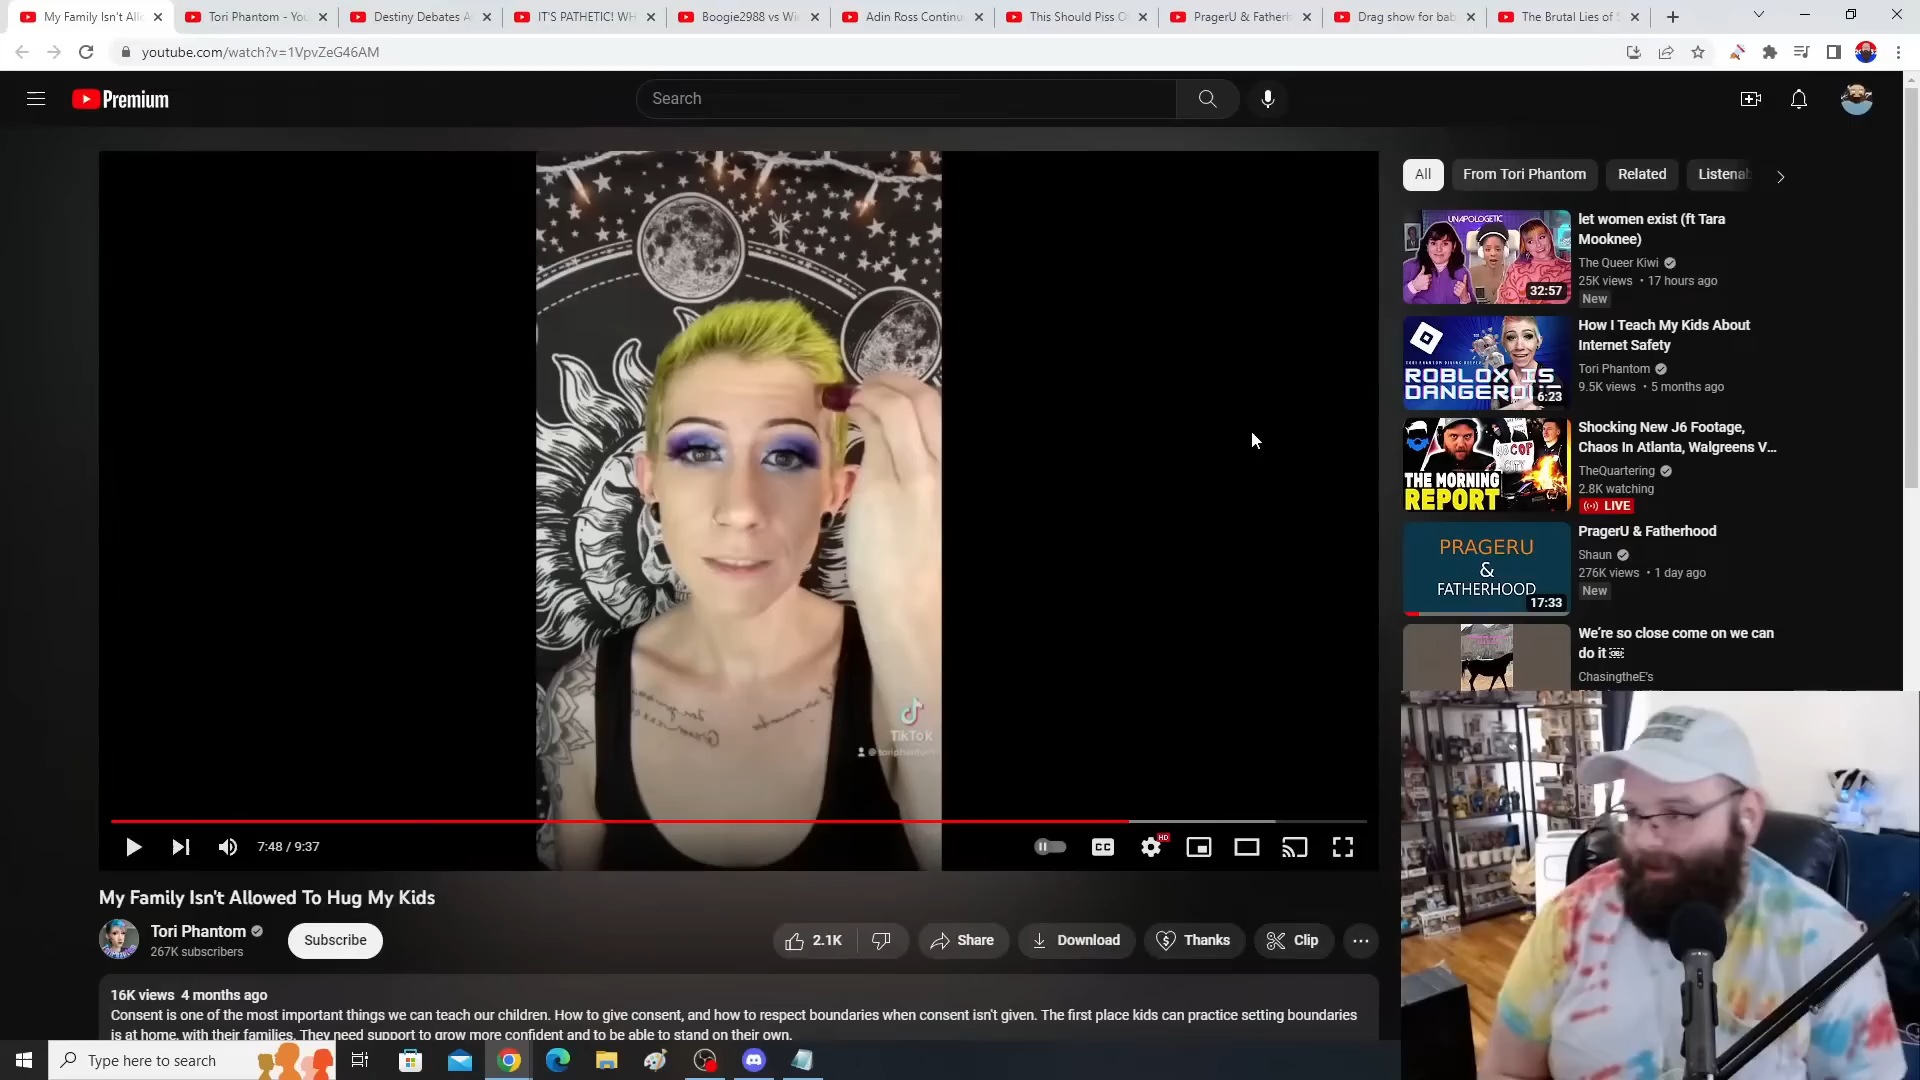 My Family Isn't All
Tori Phantom - You
Destiny Debates A
IT'S PATHETIC! WH
Boogie2988 vs Wi
Adin Ross Continu
This Should Piss O
PragerU & Fatherh
Drag show for bab
The Brutal Lies of
youtube.com/watch?v=1VpvZeG46AM
Premium
Search
All
From Tori Phantom
Related
Listenab
UNAPOLOGETIC
32:57
let women exist (ft Tara
Mooknee)
The Queer Kiwi
25K views • 17 hours ago
New
ROBLOX IS
DANGEROUS
6:23
How I Teach My Kids About
Internet Safety
Tori Phantom
9.5K views • 5 months ago
NO COP
CITY
THE MORNING
REPORT
Shocking New J6 Footage,
Chaos In Atlanta, Walgreens V...
TheQuartering
2.8K watching
LIVE
PRAGERU
&
FATHERHOOD
17:33
PragerU & Fatherhood
Shaun
276K views • 1 day ago
New
We're so close come on we can
do it
ChasingtheE's
TikTok
7:48 / 9:37
CC
HD
My Family Isn't Allowed To Hug My Kids
Tori Phantom
267K subscribers
Subscribe
2.1K
Share
Download
Thanks
Clip
16K views 4 months ago
Consent is one of the most important things we can teach our children. How to give consent, and how to respect boundaries when consent isn't given. The first place kids can practice setting boundaries
is at home, with their families. They need support to grow more confident and to be able to stand on their own.
Type here to search